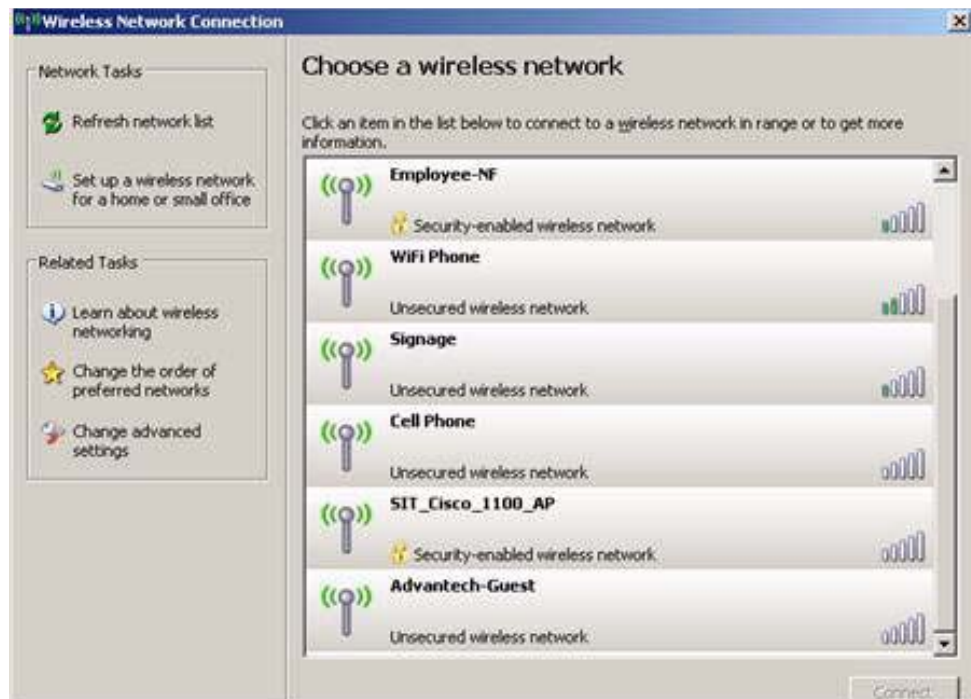 Wireless Network Connection
Network Tasks
Refresh network list
Set up a wireless network
for a home or small office
Related Tasks
Learn about wireless
networking
Change the order of
preferred networks
Change advanced
settings
Choose a wireless network
Click an item in the list below to connect to a wireless network in range or to get more
information.
Employee-NF
Security-enabled wireless network
WiFi Phone
Unsecured wireless network
Signage
Unsecured wireless network
Cell Phone
Unsecured wireless network
SIT_Cisco_1100_AP
Security-enabled wireless network
Advantech-Guest
Unsecured wireless network
Connect